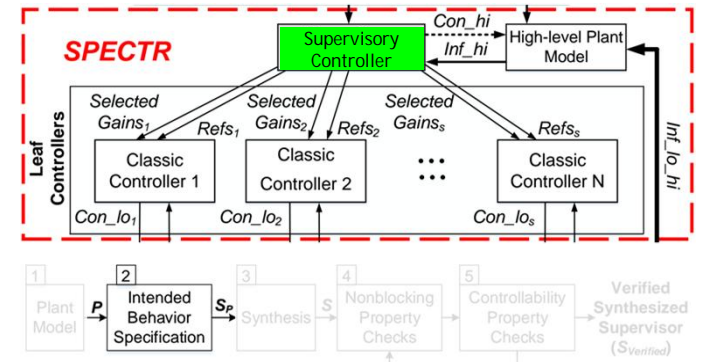 SPECTR
Supervisory
Controller
Con_hi
Inf_hi
High-level Plant
Model
Inf_lo_hi
Leaf
Controllers
Selected
Gains1
Refs1
Selected
Gains2
Refs2
Selected
Gainss
Refss
Classic
Controller 1
Classic
Controller 2
Classic
Controller N
Con_lo1
Con_lo2
Con_los
1
Plant
Model
P
2
Intended
Behavior
Specification
SP
3
Synthesis
S
4
Nonblocking
Property
Checks
5
Controllability
Property
Checks
Verified
Synthesized
Supervisor
(SVerified)